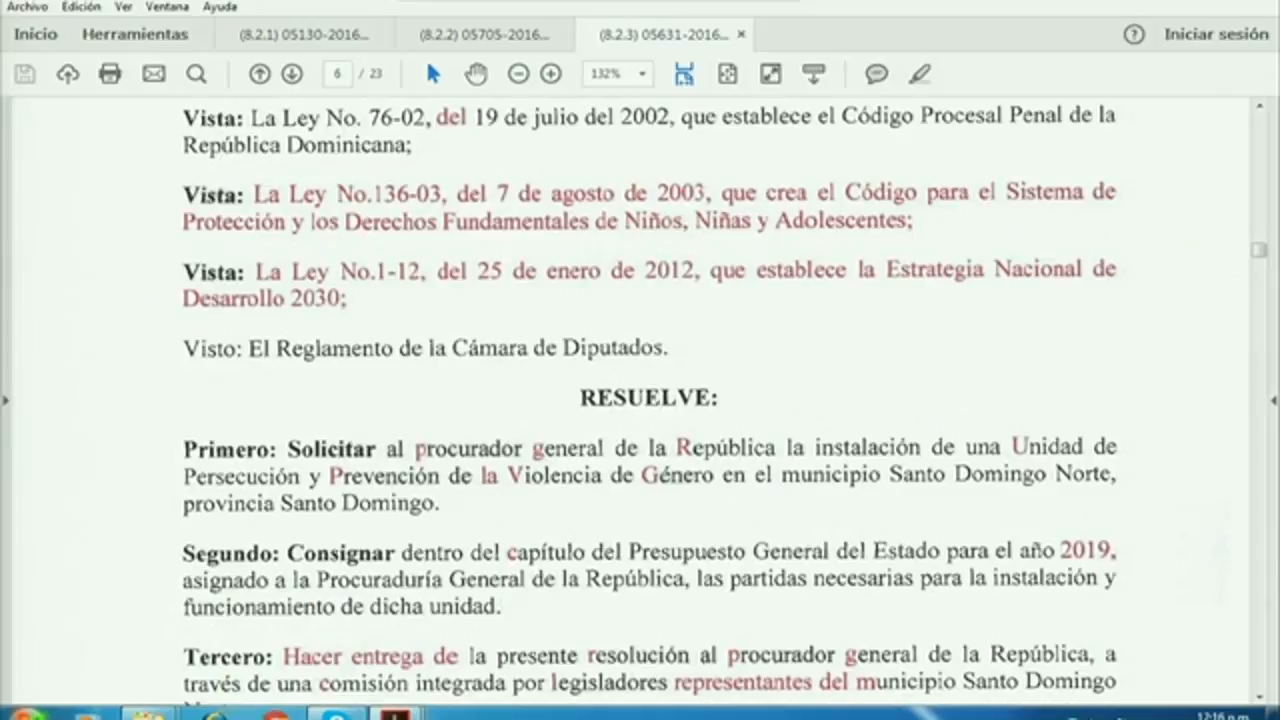 Archivo Edición Ver Ventana Ayuda
Inicio Herramientas (8.2.1) 05130-2016... (8.2.2) 05705-2016... (8.2.3) 05631-2016... × Iniciar sesión
6 / 23 132%
Vista: La Ley No. 76-02, del 19 de julio del 2002, que establece el Código Procesal Penal de la
República Dominicana;
Vista: La Ley No.136-03, del 7 de agosto de 2003, que crea el Código para el Sistema de
Protección y los Derechos Fundamentales de Niños, Niñas y Adolescentes;
Vista: La Ley No.1-12, del 25 de enero de 2012, que establece la Estrategia Nacional de
Desarrollo 2030;
Visto: El Reglamento de la Cámara de Diputados.
RESUELVE:
Primero: Solicitar al procurador general de la República la instalación de una Unidad de
Persecución y Prevención de la Violencia de Género en el municipio Santo Domingo Norte,
provincia Santo Domingo.
Segundo: Consignar dentro del capítulo del Presupuesto General del Estado para el año 2019,
asignado a la Procuraduría General de la República, las partidas necesarias para la instalación y
funcionamiento de dicha unidad.
Tercero: Hacer entrega de la presente resolución al procurador general de la República, a
través de una comisión integrada por legisladores representantes del municipio Santo Domingo
12:16 p.m.